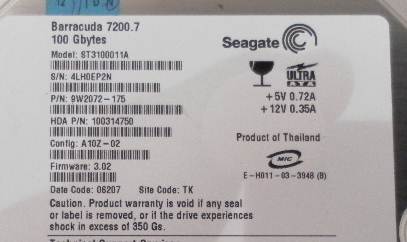 Barracuda 7200.7
100 Gbytes
Model: ST3100011A
Seagate
S/N: 4LH0EP2N
ULTRA
ATA
P/N: 9W2072-175
+5V 0.72A
+12V 0.35A
HDA P/N: 100314750
Config: A10Z-02
Product of Thailand
MIC
Firmware: 3.02
E-H011-03-3948 (B)
Date Code: 06207 Site Code: TK
Caution. Product warranty is void if any seal
or label is removed, or if the drive experiences
shock in excess of 350 Gs.